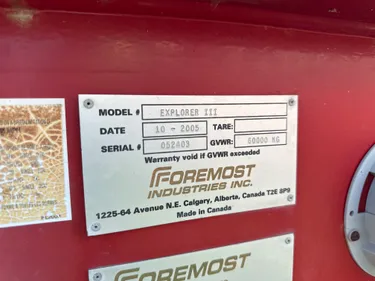 MODEL # EXPLORER III
DATE 10 - 2005 TARE:
SERIAL # 052403 GVWR: 60000 KG
Warranty void if GVWR exceeded
FOREMOST
INDUSTRIES INC.
1225-64 Avenue N.E. Calgary, Alberta, Canada T2E 8P9
Made in Canada
FOREMOST